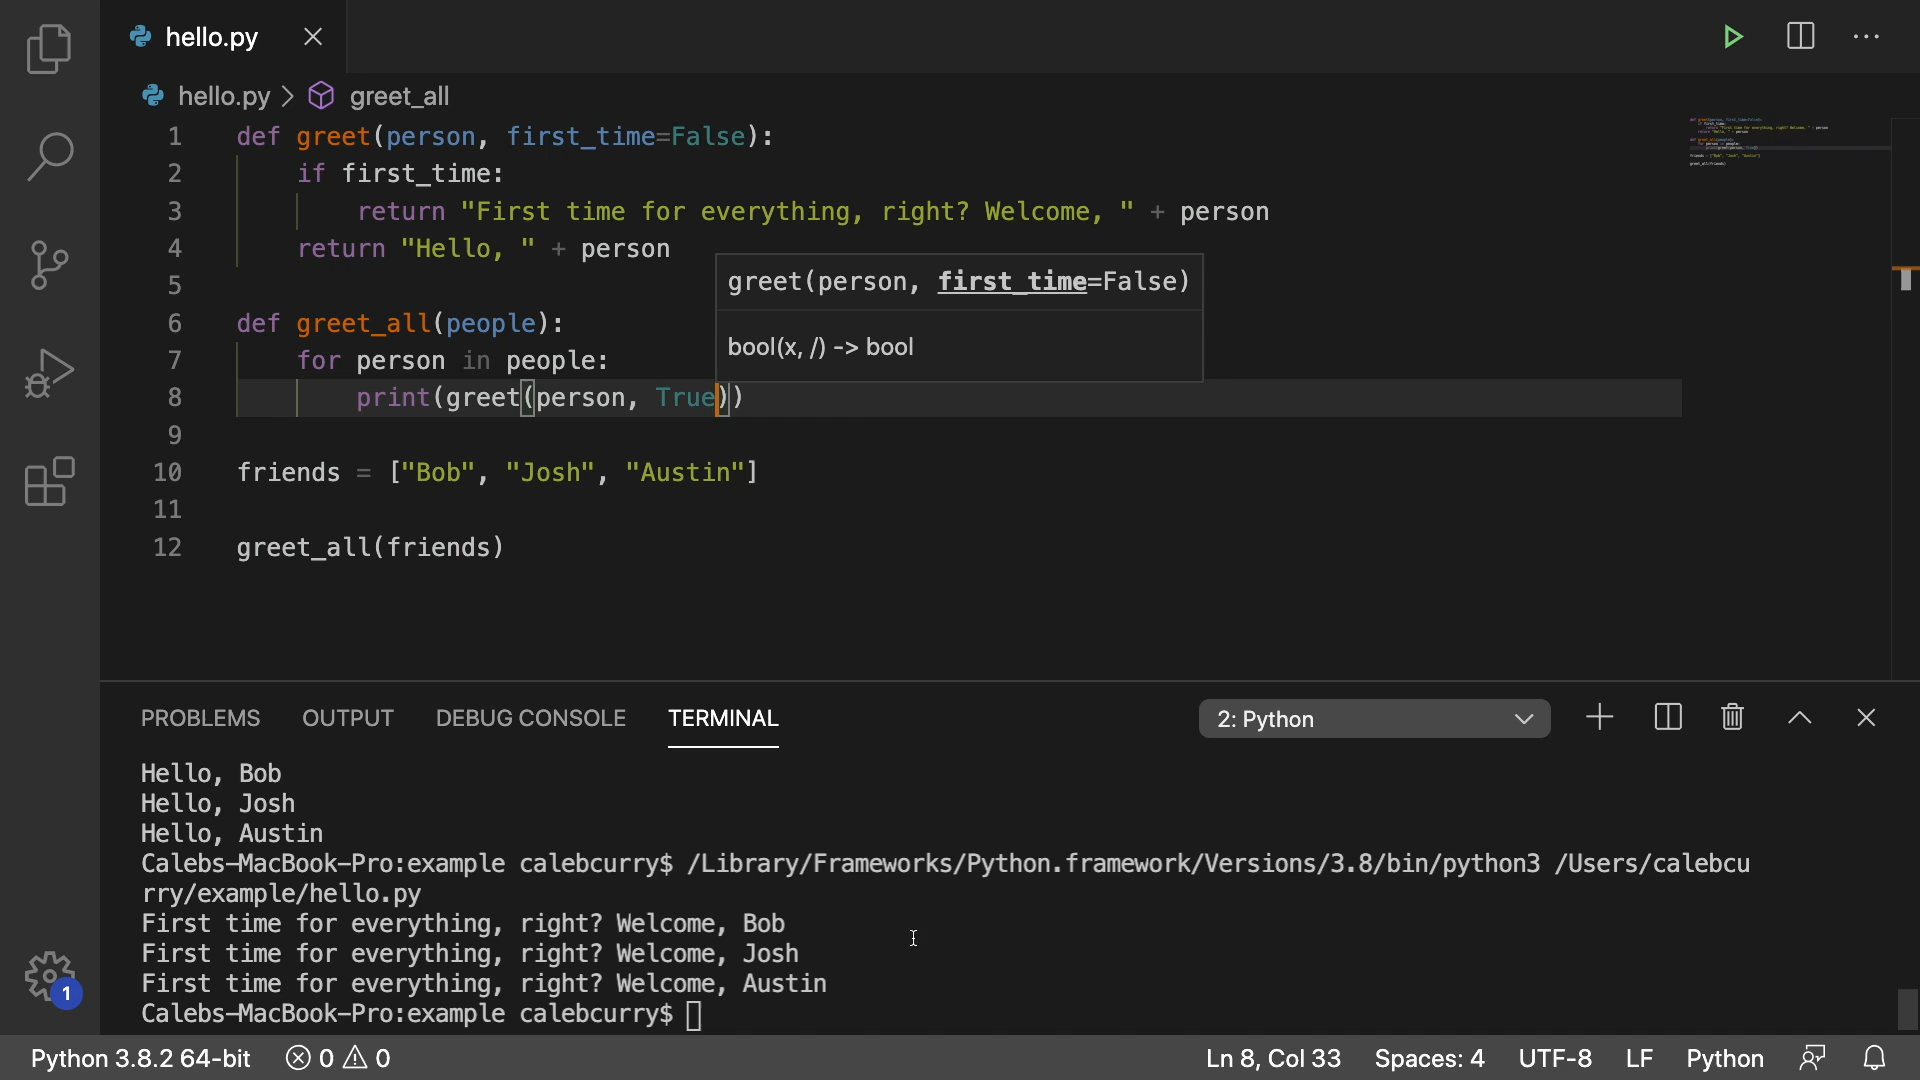 hello.py
hello.py > greet_all
1 def greet(person, first_time=False):
2 if first_time:
3 return "First time for everything, right? Welcome, " + person
4 return "Hello, " + person
greet(person, first_time=False)
5
6 def greet_all(people):
bool(x, /) -> bool
7 for person in people:
8 print(greet(person, True))
9
10 friends = ["Bob", "Josh", "Austin"]
11
12 greet_all(friends)
PROBLEMS OUTPUT DEBUG CONSOLE TERMINAL 2: Python
Hello, Bob
Hello, Josh
Hello, Austin
Calebs-MacBook-Pro:example calebcurry$ /Library/Frameworks/Python.framework/Versions/3.8/bin/python3 /Users/calebcu
rry/example/hello.py
First time for everything, right? Welcome, Bob
First time for everything, right? Welcome, Josh
First time for everything, right? Welcome, Austin
1
Calebs-MacBook-Pro:example calebcurry$
Python 3.8.2 64-bit 0 0 Ln 8, Col 33 Spaces: 4 UTF-8 LF Python